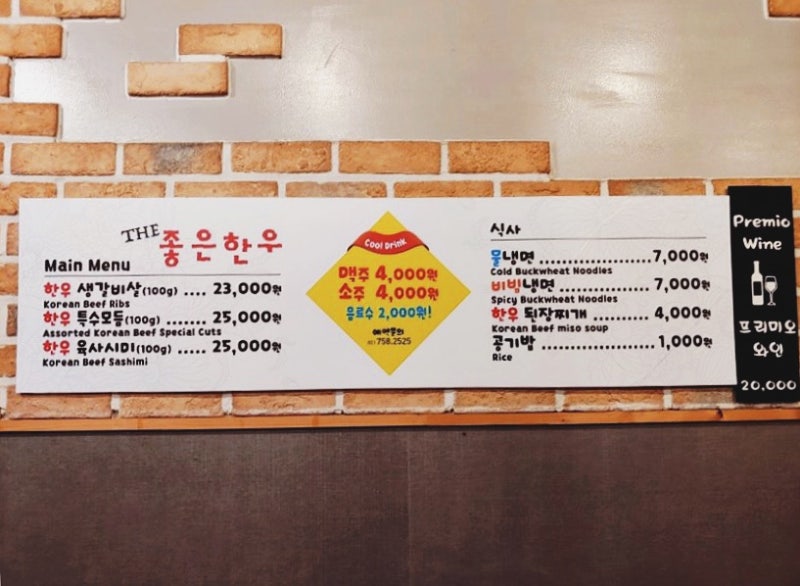 THE 좋은한우
Main Menu
한우 생갈비살(100g) .... 23,000원
Korean Beef Ribs
한우 특수모듬(100g) ....... 25,000원
Assorted Korean Beef Special Cuts
한우 육사시미(100g) ...... 25,000원
Korean Beef Sashimi
Cool Drink
맥주 4,000원
소주 4,000원
음료수 2,000원!
예약문의
758.2525
식사
물냉면 ........................ 7,000원
Cold Buckwheat Noodles
비빔냉면 .................... 7,000원
Spicy Buckwheat Noodles
한우 된장찌개 ............. 4,000원
Korean Beef miso soup
공기밥 ......................... 1,000원
Rice
Premio
Wine
프리미오
와인
20,000